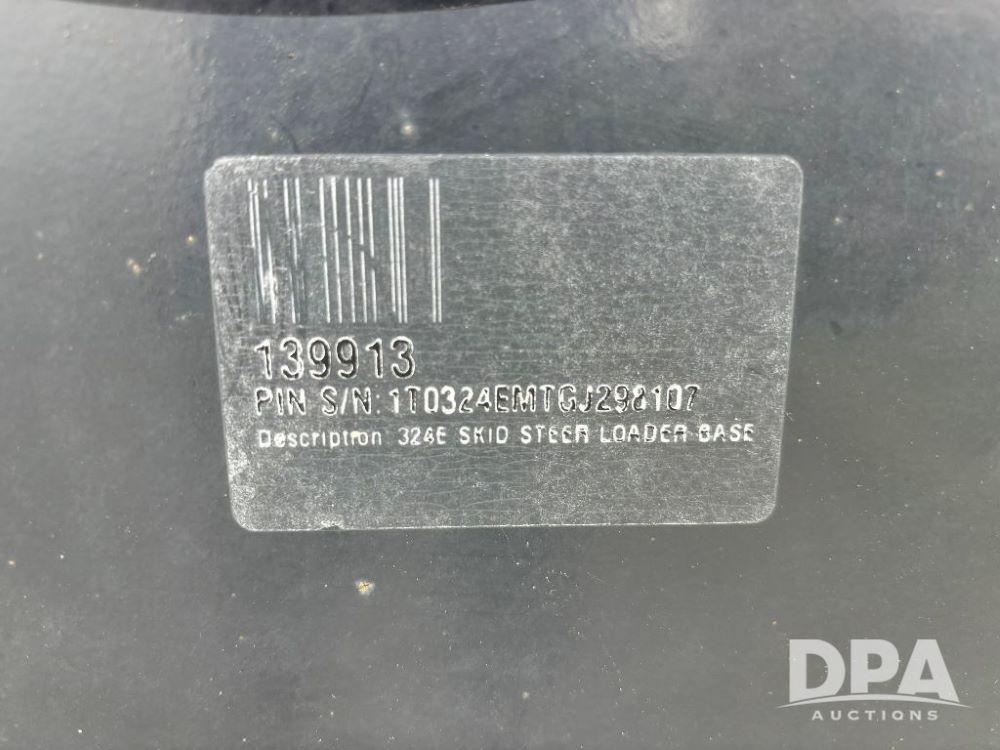 139913
PIN S/N: 1T0324EMTGJ298107
Description 324E SKID STEER LOADER BASE
DPA
AUCTIONS